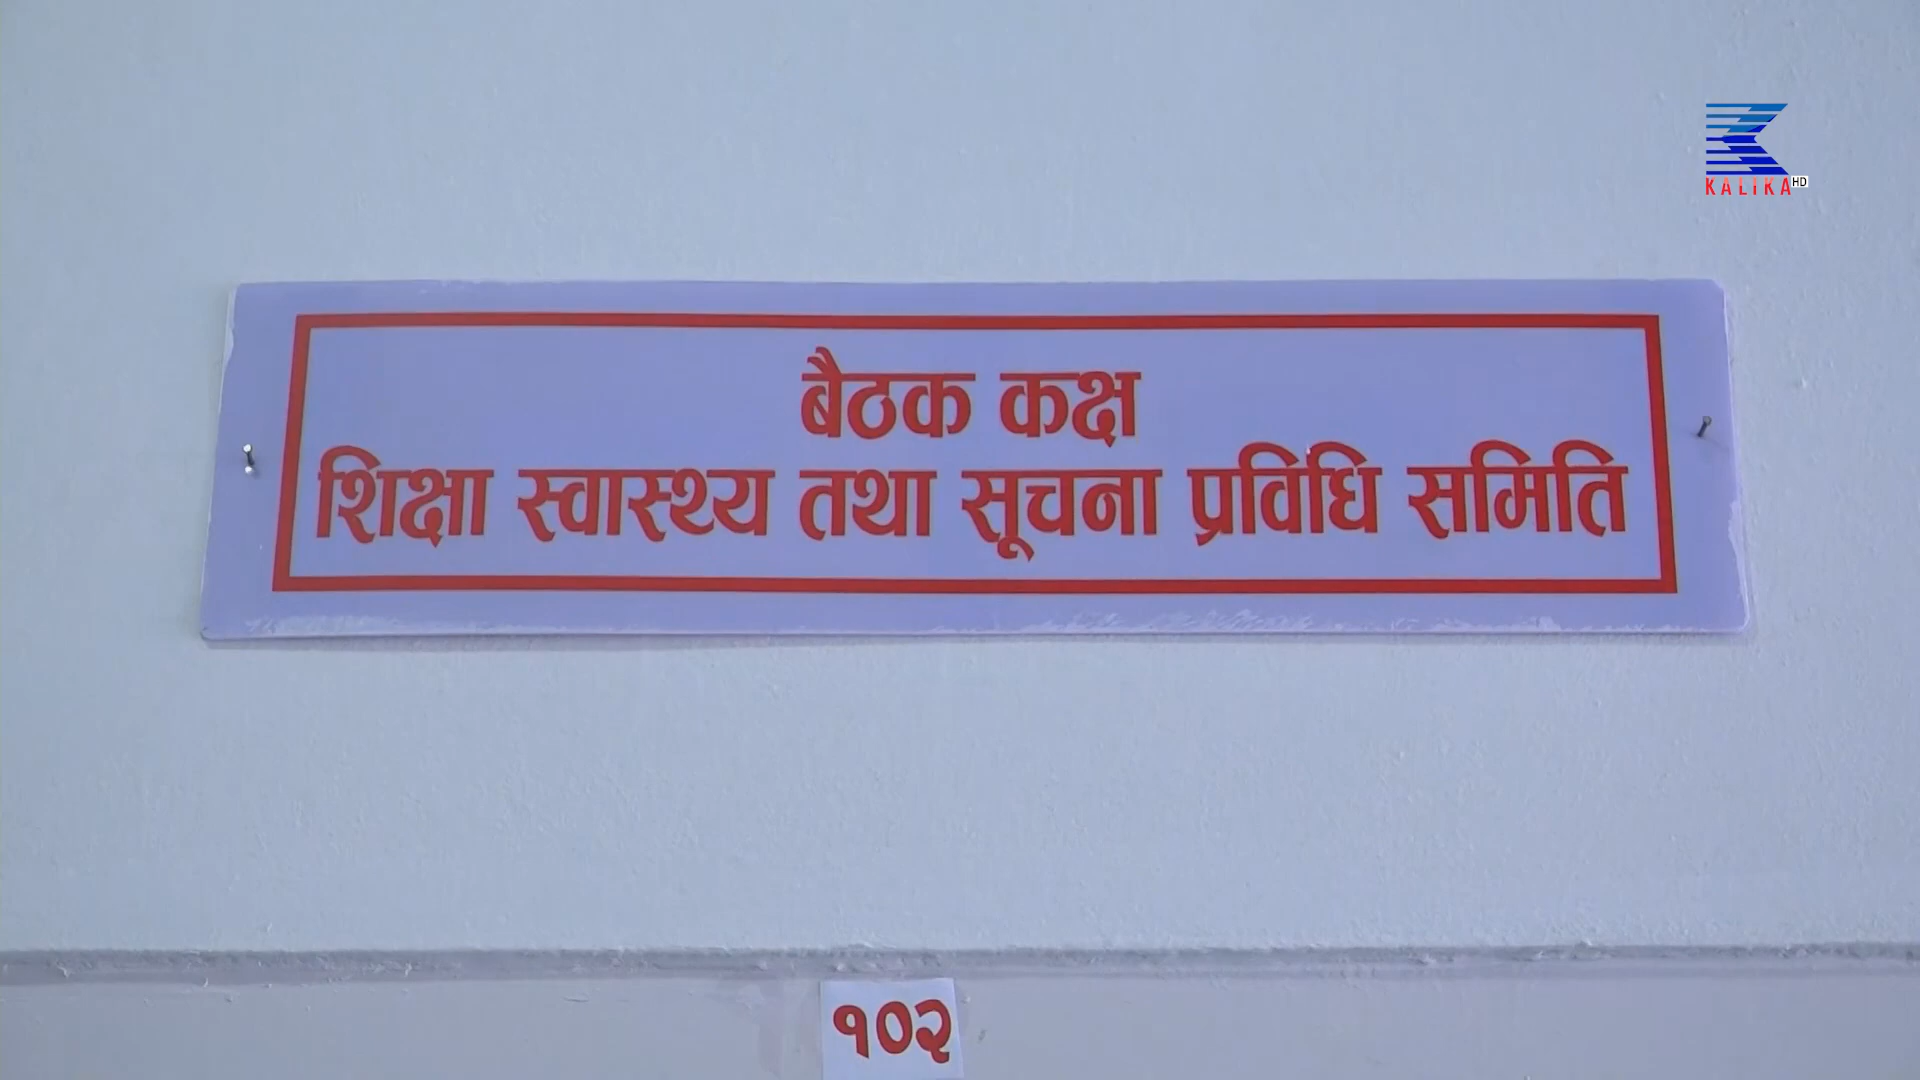 KALIKA HD
बैठक कक्ष
शिक्षा स्वास्थ्य तथा सूचना प्रविधि समिति
१०२